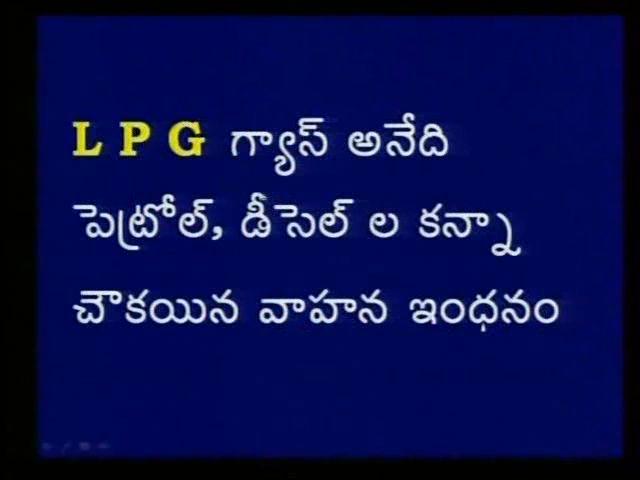 L P G గ్యాస్ అనేది
పెట్రోల్, డీసెల్ ల కన్నా
చౌకయిన వాహన ఇంధనం